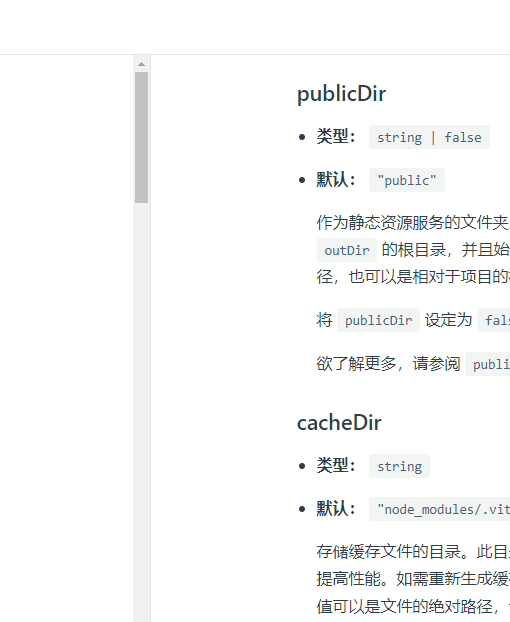 publicDir
类型： string | false
默认： "public"
作为静态资源服务的文件夹
outDir 的根目录，并且始
径，也可以是相对于项目的
将 publicDir 设定为 fal
欲了解更多，请参阅 publi
cacheDir
类型： string
默认： "node_modules/.vit
存储缓存文件的目录。此目
提高性能。如需重新生成缓
值可以是文件的绝对路径，